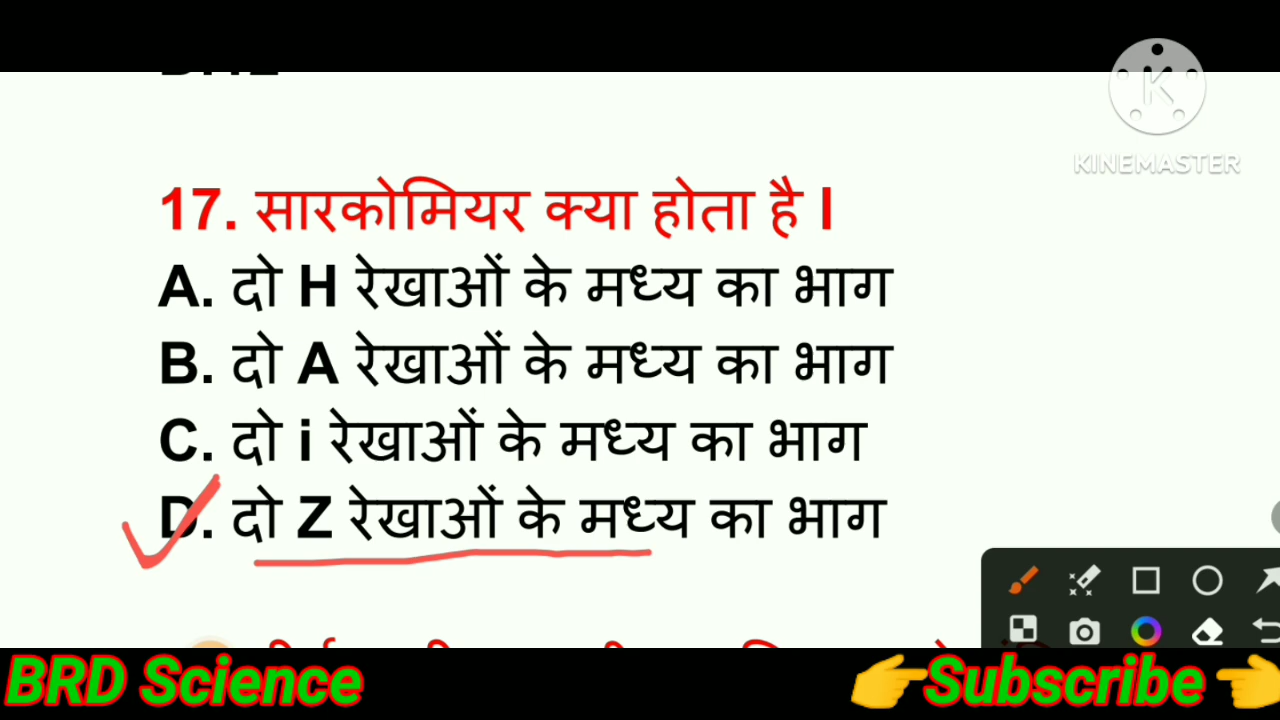 KINEMASTER
17. सारकोमियर क्या होता है I
A. दो H रेखाओं के मध्य का भाग
B. दो A रेखाओं के मध्य का भाग
C. दो i रेखाओं के मध्य का भाग
D. दो Z रेखाओं के मध्य का भाग
BRD Science
Subscribe